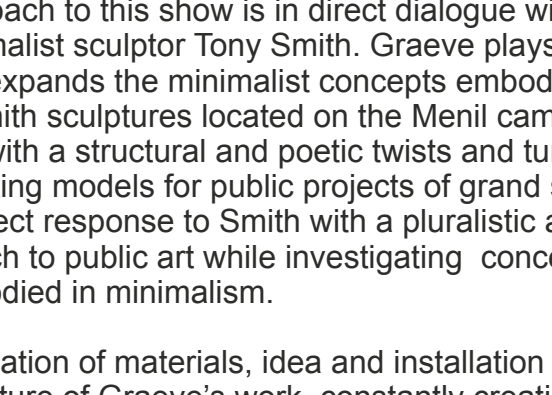 oach to this show is in direct dialogue wi
nalist sculptor Tony Smith. Graeve plays
expands the minimalist concepts embod
nith sculptures located on the Menil cam
with a structural and poetic twists and tu
ing models for public projects of grand s
ect response to Smith with a pluralistic a
ch to public art while investigating  conce
odied in minimalism.
ation of materials, idea and installation
ture of Graeve's work, constantly creati